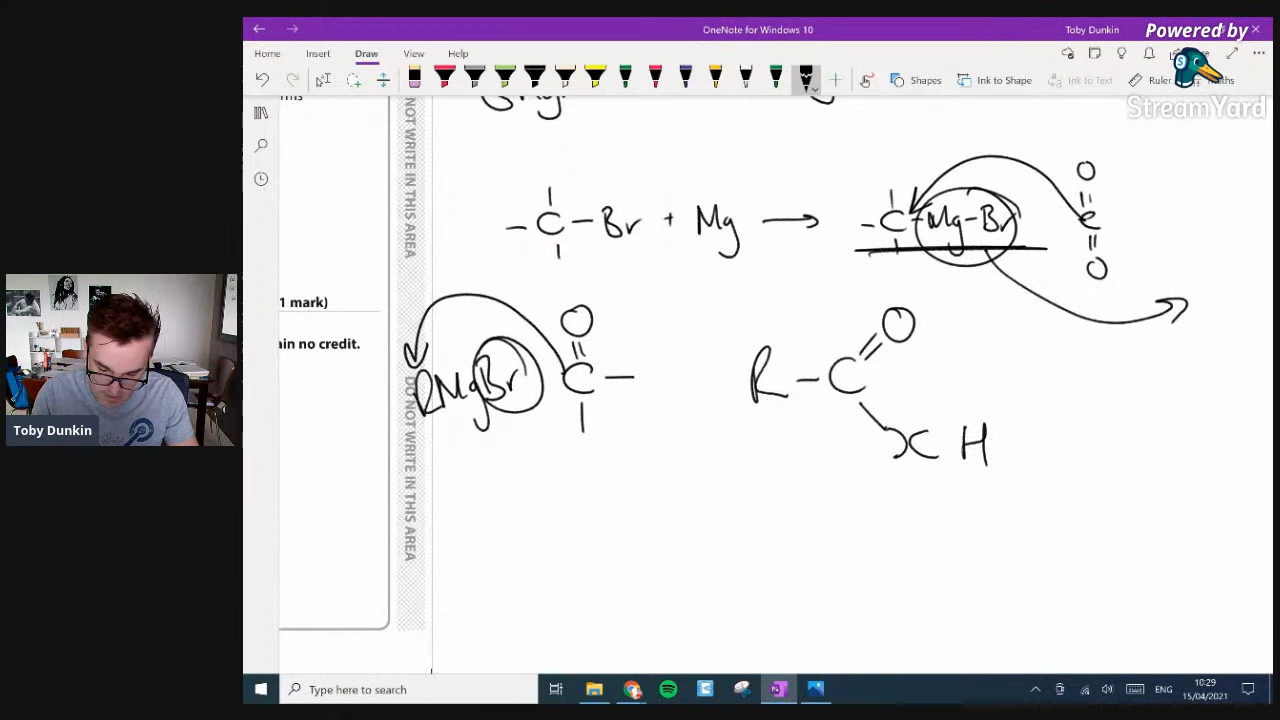 OneNote for Windows 10
Toby Dunkin
Powered by
StreamYard
S
Home Insert Draw View Help
Shapes Ink to Shape Ink to Text Ruler
1 mark)
ain no credit.
NOT WRITE IN THIS AREA
DO NOT WRITE IN THIS AREA
O
- C - Br + Mg → - C - Mg - Br C
O
O O
RMgBr C - R - C
X H
Toby Dunkin
Type here to search
ENG
10:29
15/04/2021